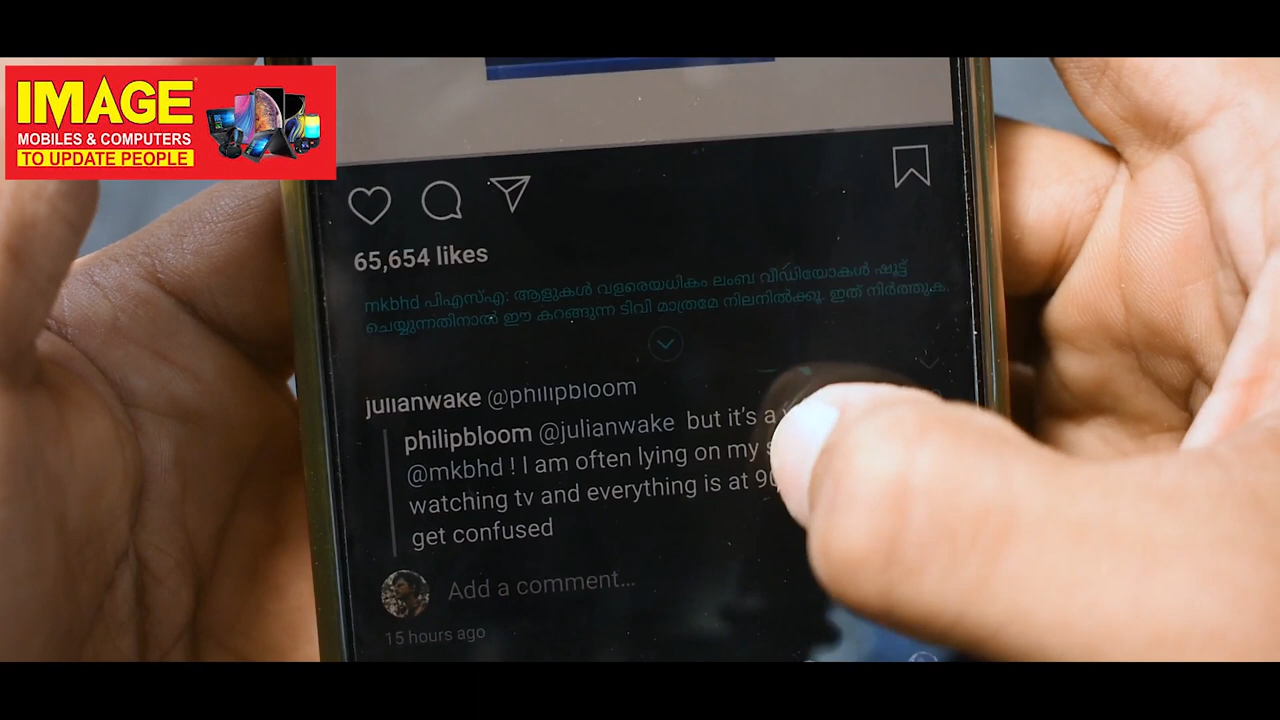 IMAGE
MOBILES & COMPUTERS
TO UPDATE PEOPLE
65,654 likes
mkbhd പിഎസ്എ: ആളുകൾ വളരെയധികം ലംബ വീഡിയോകൾ ഷൂട്ട്
ചെയ്യുന്നതിനാൽ ഈ കറങ്ങുന്ന ടിവി മാത്രമേ നിലനിൽക്കൂ. ഇത് നിർത്തുക.
julianwake @philipbloom
philipbloom @julianwake but it's a
@mkbhd ! I am often lying on my
watching tv and everything is at
get confused
Add a comment...
15 hours ago